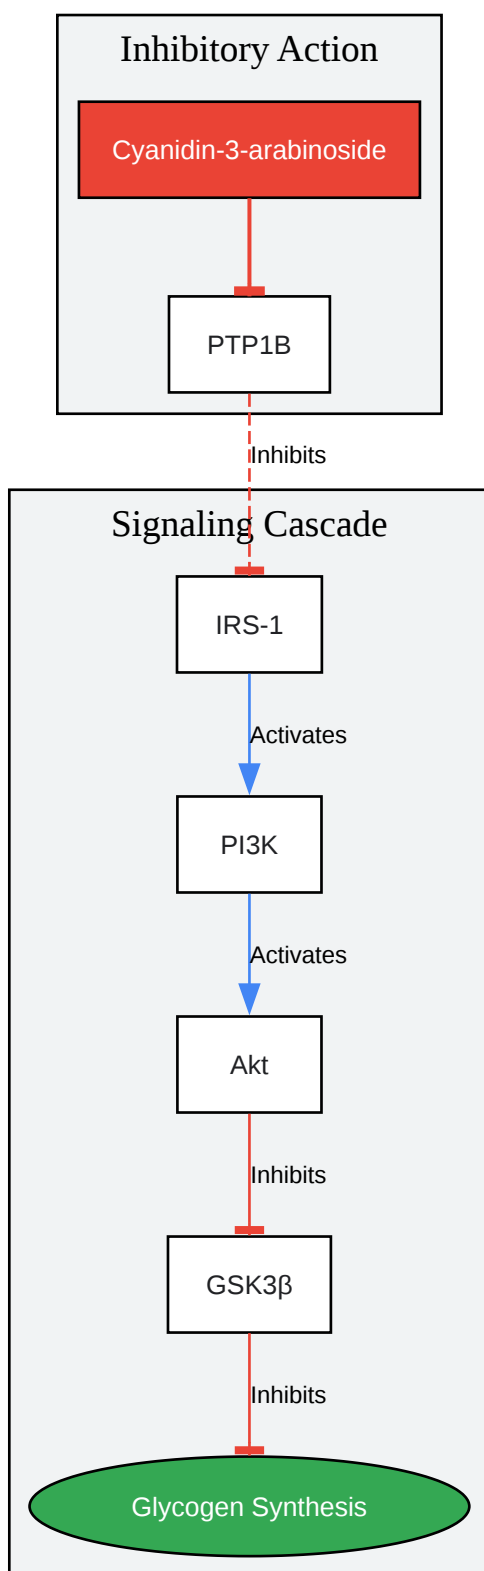 Inhibitory Action
Cyanidin-3-arabinoside
PTP1B
Inhibits
Signaling Cascade
IRS-1
Activates
PI3K
Activates
Akt
Inhibits
GSK3β
Inhibits
Glycogen Synthesis